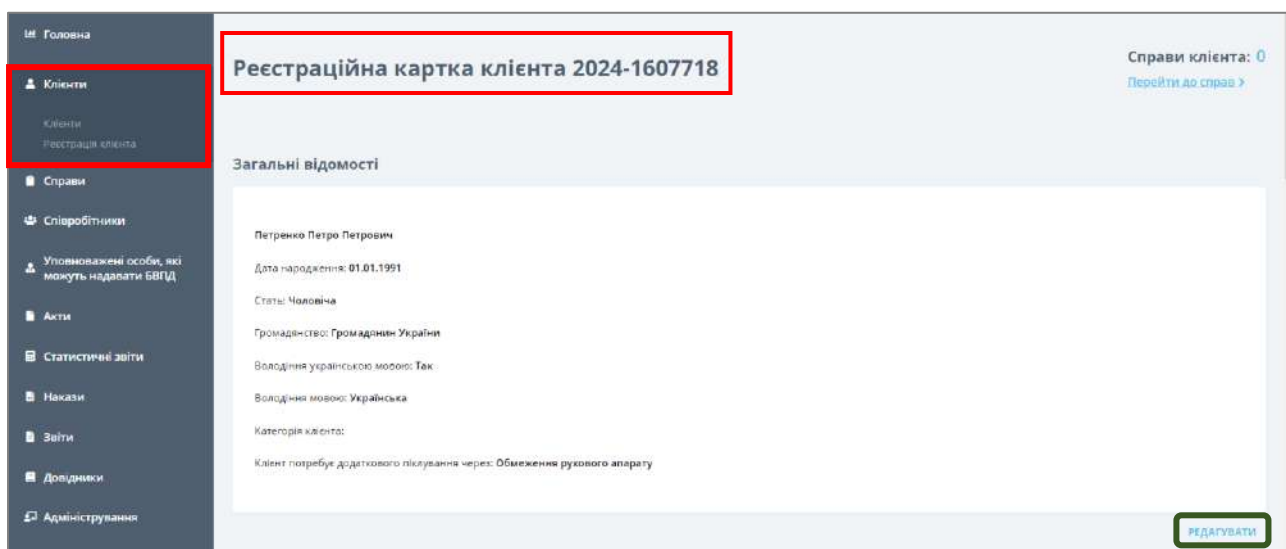 Головна
Клієнти
Клієнти
Реєстрація клієнта
Справи
Співробітники
Уповноважені особи, які
можуть надавати БВПД
Акти
Статистичні звіти
Накази
Звіти
Довідники
Адміністрування
Реєстраційна картка клієнта 2024-1607718
Справи клієнта: 0
Перейти до справ >
Загальні відомості
Петренко Петро Петрович
Дата народження: 01.01.1991
Стать: Чоловіча
Громадянство: Громадянин України
Володіння українською мовою: Так
Володіння мовою: Українська
Категорія клієнта:
Клієнт потребує додаткового піклування через: Обмеження рухового апарату
РЕДАГУВАТИ